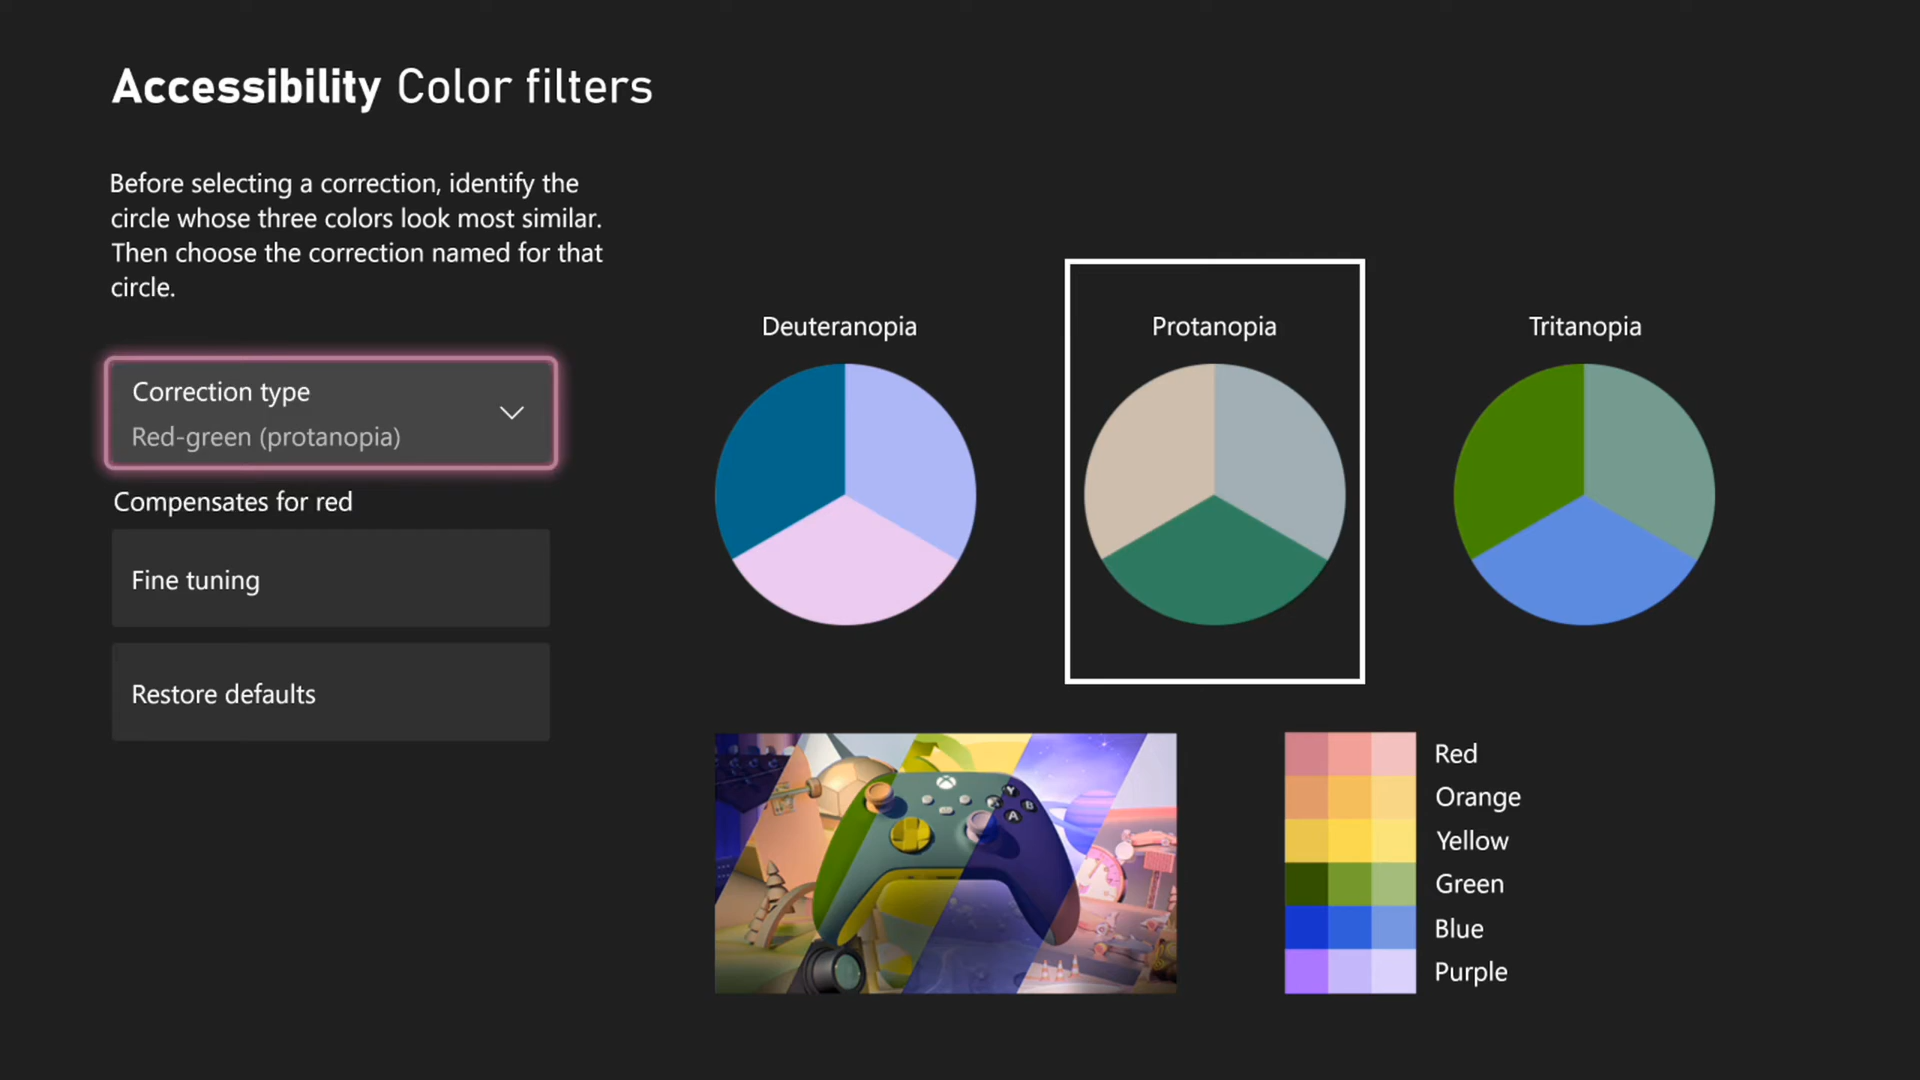 Accessibility Color filters
Before selecting a correction, identify the
circle whose three colors look most similar.
Then choose the correction named for that
circle.
Correction type
Red-green (protanopia)
Compensates for red
Fine tuning
Restore defaults
Deuteranopia
Protanopia
Tritanopia
Y
B
A
Red
Orange
Yellow
Green
Blue
Purple